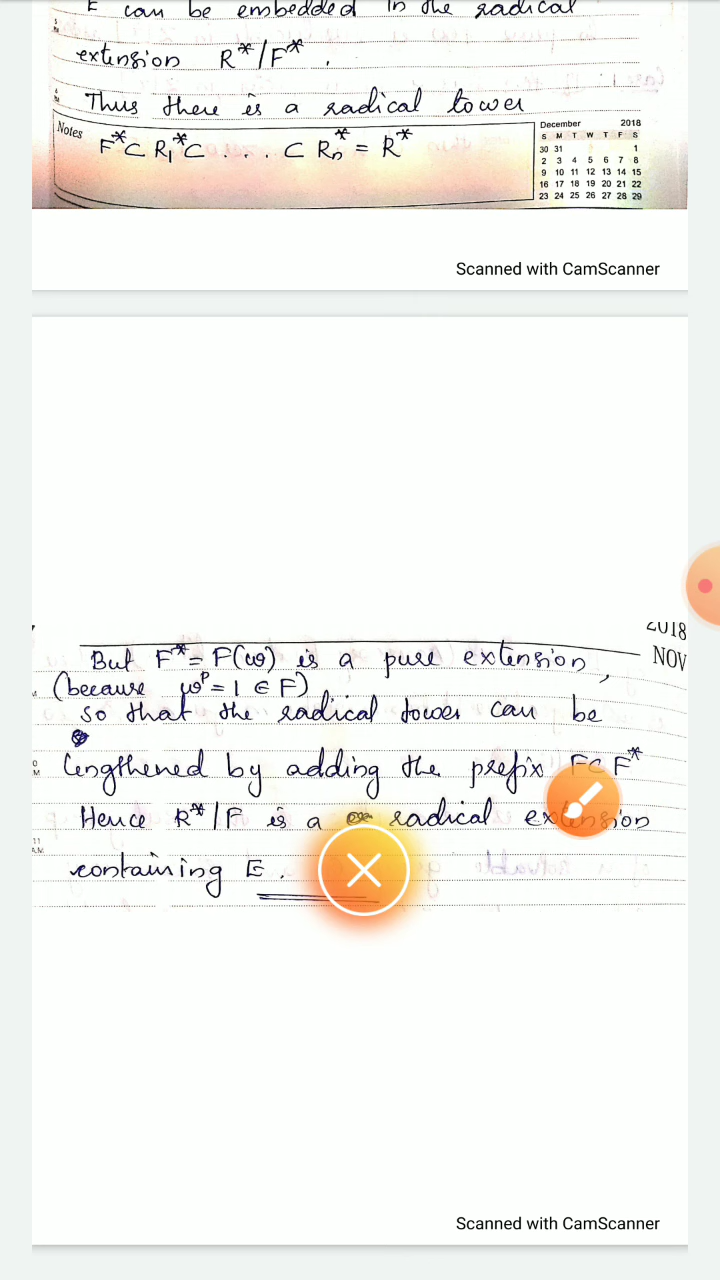 E can be embedded in the radical
extension R*/F* .
Thus there is a radical tower
Notes
F* ⊂ R₁* ⊂ . . . ⊂ Rₙ* = R*
December 2018
S M T W T F S
30 31 1
2 3 4 5 6 7 8
9 10 11 12 13 14 15
16 17 18 19 20 21 22
23 24 25 26 27 28 29
Scanned with CamScanner
2018
NOV
But F* = F(ω) is a pure extension,
(because ωᵖ = 1 ∈ F)
so that the radical tower can be
lengthened by adding the prefix F ⊂ F*
Hence R*/F is a radical extension
11
A.M.
containing E.
Scanned with CamScanner